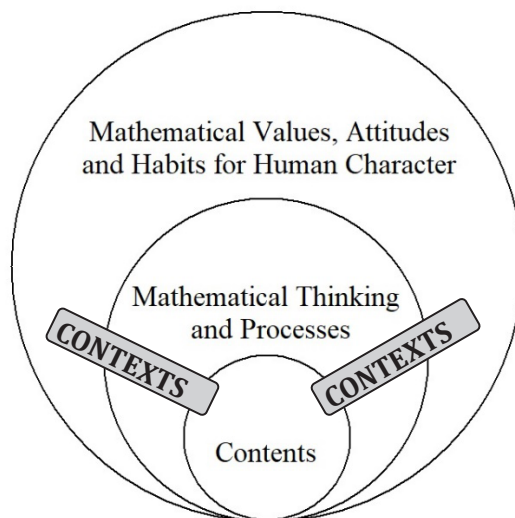 Mathematical Values, Attitudes
and Habits for Human Character
Mathematical Thinking
and Processes
CONTEXTS
CONTEXTS
Contents